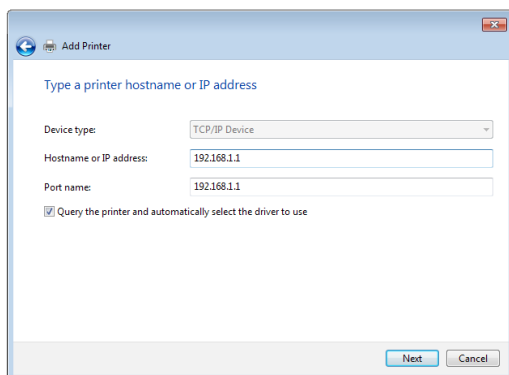 Add Printer
Type a printer hostname or IP address
Device type: TCP/IP Device
Hostname or IP address: 192.168.1.1
Port name: 192.168.1.1
Query the printer and automatically select the driver to use
Next Cancel